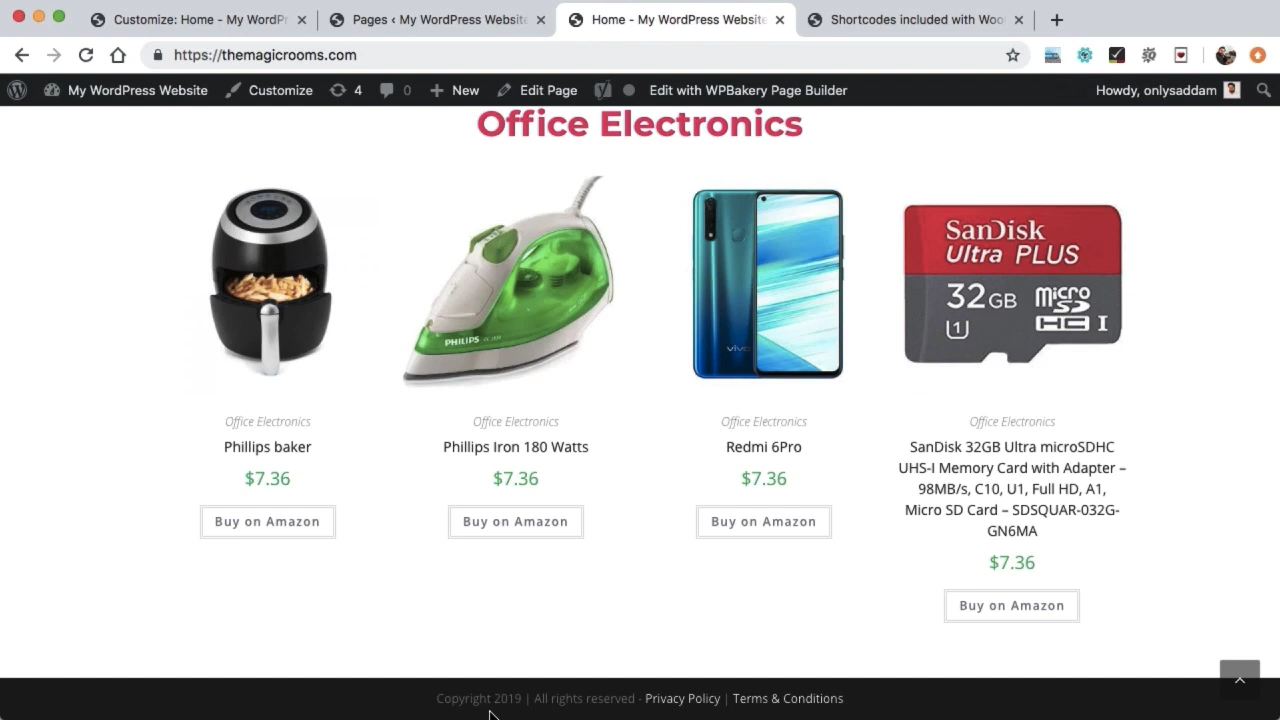 Customize: Home - My WordPr
Pages ‹ My WordPress Website
Home - My WordPress Website
Shortcodes included with Woo
https://themagicrooms.com
My WordPress Website
Customize
4
0
New
Edit Page
Edit with WPBakery Page Builder
Howdy, onlysaddam
Office Electronics
PHILIPS
vivo
SanDisk
Ultra PLUS
32GB
micro
SD
HC I
1
Office Electronics
Phillips baker
$7.36
Buy on Amazon
Office Electronics
Phillips Iron 180 Watts
$7.36
Buy on Amazon
Office Electronics
Redmi 6Pro
$7.36
Buy on Amazon
Office Electronics
SanDisk 32GB Ultra microSDHC
UHS-I Memory Card with Adapter –
98MB/s, C10, U1, Full HD, A1,
Micro SD Card – SDSQUAR-032G-
GN6MA
$7.36
Buy on Amazon
Copyright 2019 | All rights reserved - Privacy Policy | Terms & Conditions